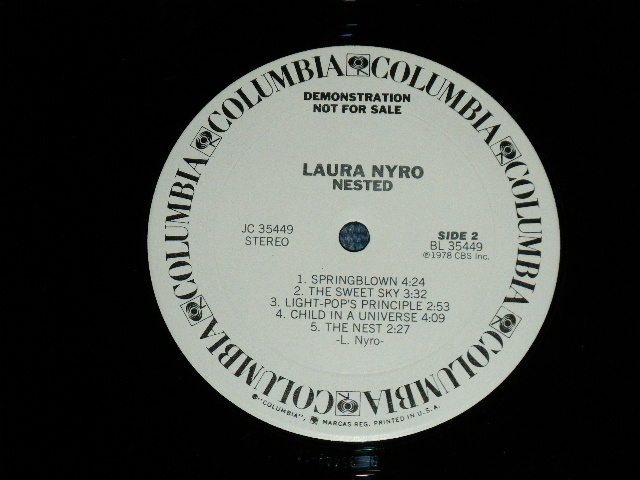 COLUMBIA COLUMBIA COLUMBIA COLUMBIA COLUMBIA COLUMBIA COLUMBIA
DEMONSTRATION
NOT FOR SALE
LAURA NYRO
NESTED
JC 35449
STEREO
SIDE 2
BL 35449
℗1978 CBS Inc.
1. SPRINGBLOWN 4:24
2. THE SWEET SKY 3:32
3. LIGHT-POP'S PRINCIPLE 2:53
4. CHILD IN A UNIVERSE 4:09
5. THE NEST 2:27
-L. Nyro-
"COLUMBIA", MARCAS REG. PRINTED IN U.S.A.